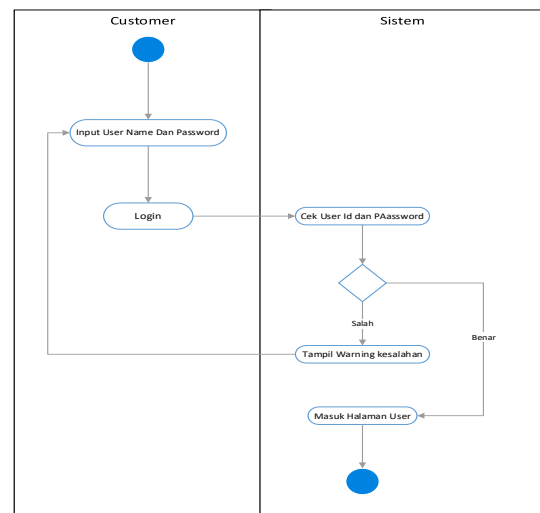 Customer
Sistem
Input User Name Dan Password
Login
Cek User Id dan PAassword
Salah
Benar
Tampil Warning kesalahan
Masuk Halaman User